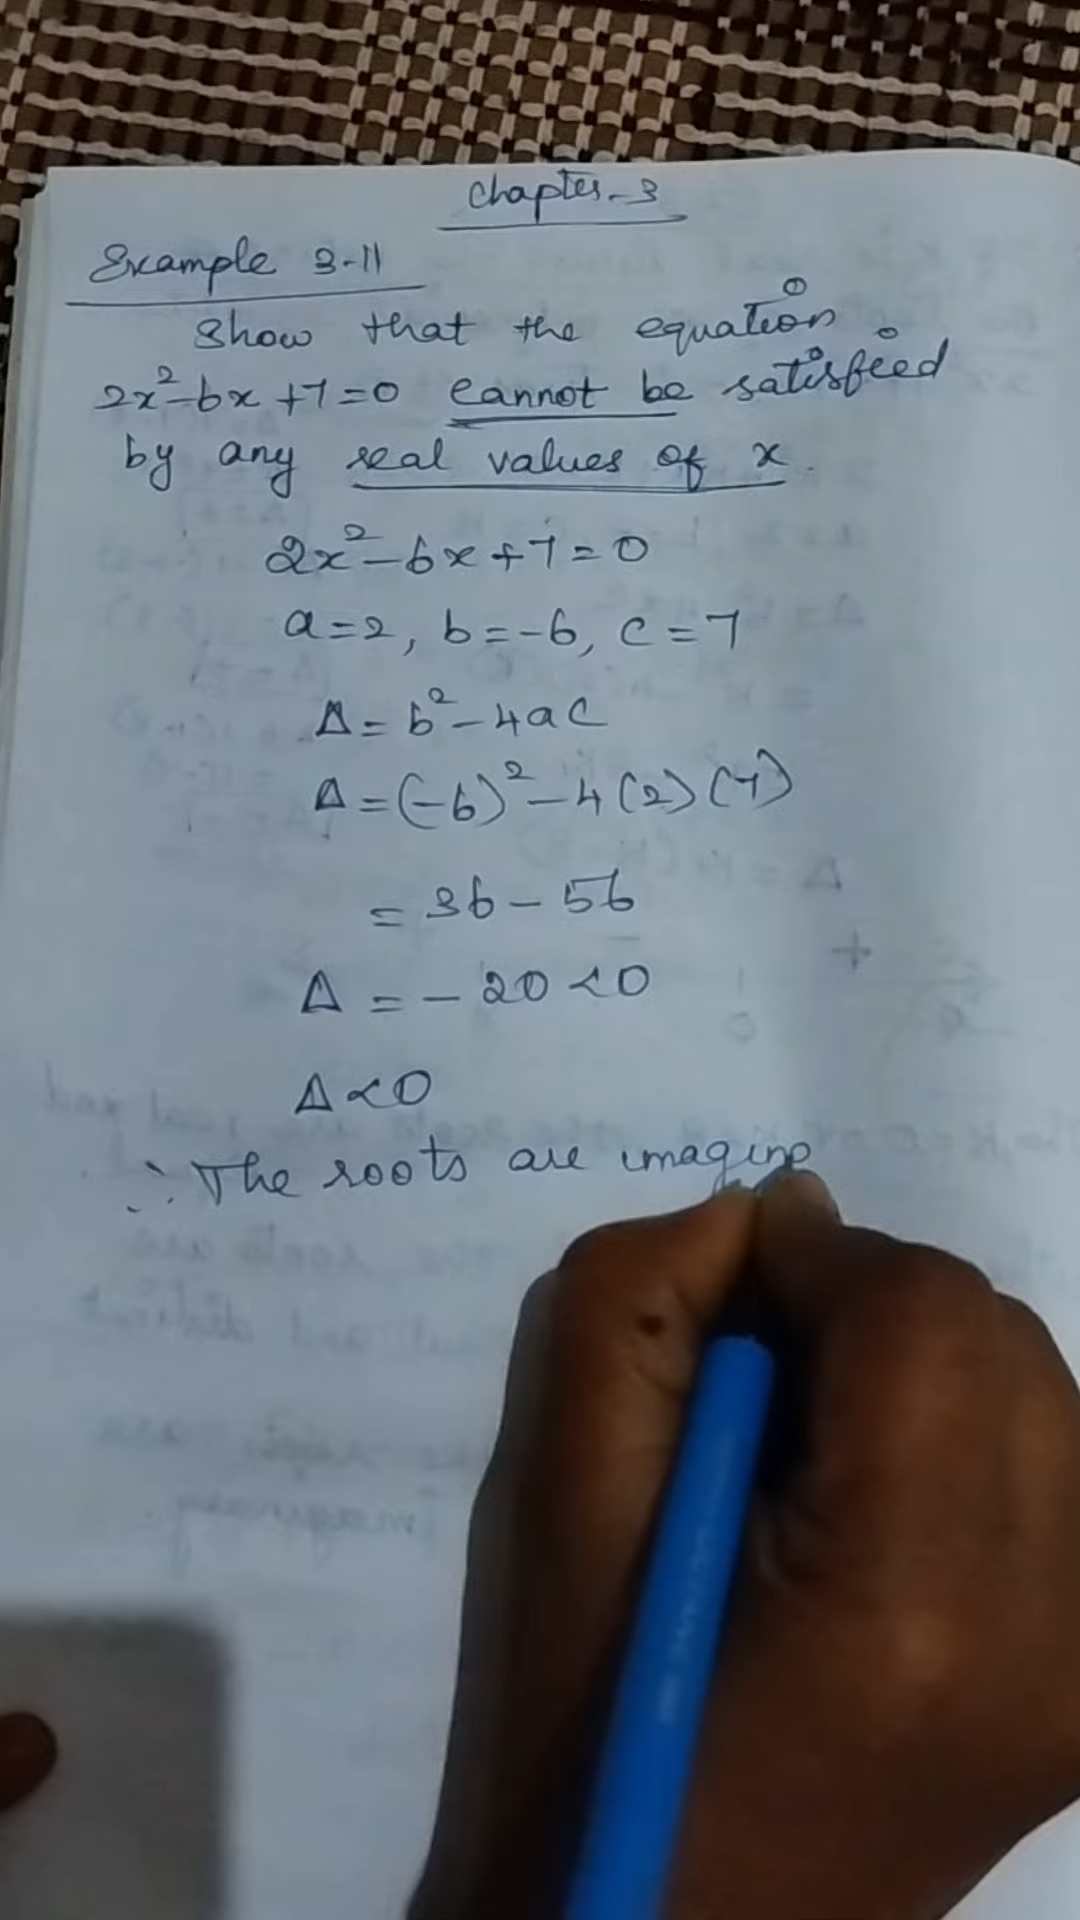 Chapter-3
Example 3.11
Show that the equation
2x²-6x+7=0 cannot be satisfied
by any real values of x.
2x²-6x+7=0
a=2, b=-6, c=7
Δ=b²-4ac
Δ=(-6)²-4(2)(7)
=36-56
Δ=-20<0
Δ<0
∴ The roots are imagin